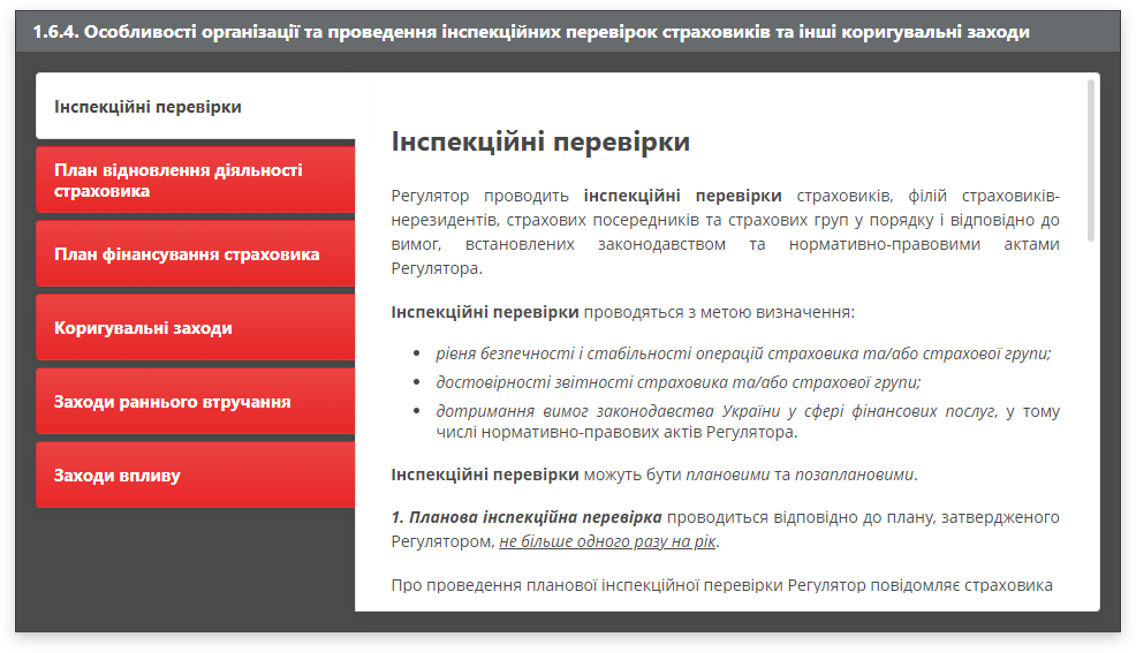 1.6.4. Особливості організації та проведення інспекційних перевірок страховиків та інші коригувальні заходи
Інспекційні перевірки
План відновлення діяльності
страховика
План фінансування страховика
Коригувальні заходи
Заходи раннього втручання
Заходи впливу
Інспекційні перевірки
Регулятор проводить інспекційні перевірки страховиків, філій страховиків-
нерезидентів, страхових посередників та страхових груп у порядку і відповідно до
вимог, встановлених законодавством та нормативно-правовими актами
Регулятора.
Інспекційні перевірки проводяться з метою визначення:
• рівня безпечності і стабільності операцій страховика та/або страхової групи;
• достовірності звітності страховика та/або страхової групи;
• дотримання вимог законодавства України у сфері фінансових послуг, у тому
числі нормативно-правових актів Регулятора.
Інспекційні перевірки можуть бути плановими та позаплановими.
1. Планова інспекційна перевірка проводиться відповідно до плану, затвердженого
Регулятором, не більше одного разу на рік.
Про проведення планової інспекційної перевірки Регулятор повідомляє страховика